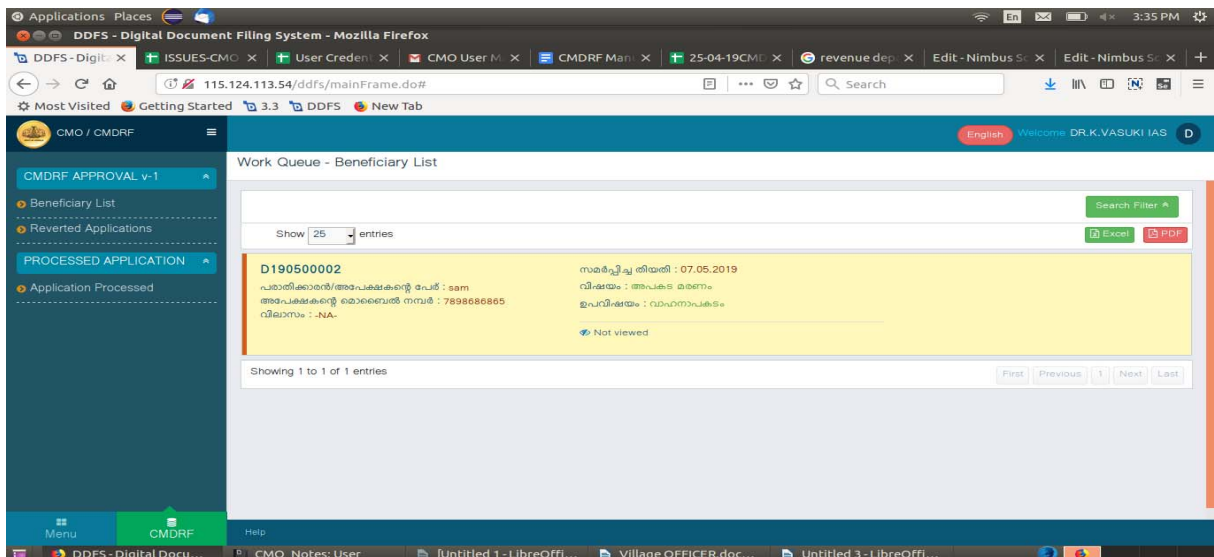 Applications Places En 3:35 PM
DDFS - Digital Document Filing System - Mozilla Firefox
DDFS - Digita ISSUES-CMO User Credent CMO User M CMDRF Manu 25-04-19CMD revenue dep Edit - Nimbus Sc Edit - Nimbus Sc
115.124.113.54/ddfs/mainFrame.do# Search
Most Visited Getting Started 3.3 DDFS New Tab
CMO / CMDRF English Welcome DR.K.VASUKI IAS D
Work Queue - Beneficiary List
CMDRF APPROVAL v-1
Beneficiary List
Reverted Applications
PROCESSED APPLICATION
Application Processed
Search Filter
Show 25 entries Excel PDF
D190500002
പരാതിക്കാരൻ/അപേക്ഷകന്റെ പേര് : sam
അപേക്ഷകന്റെ മൊബൈൽ നമ്പർ : 7898686865
വിലാസം : -NA-
സമർപ്പിച്ച തിയതി : 07.05.2019
വിഷയം : അപകട മരണം
ഉപവിഷയം : വാഹനാപകടം
Not viewed
Showing 1 to 1 of 1 entries First Previous 1 Next Last
Menu CMDRF Help
DDFS - Digital Docu... CMO_Notes: User [Untitled 1 - LibreOffi... Village OFFICER.doc... Untitled 3 - LibreOffi...